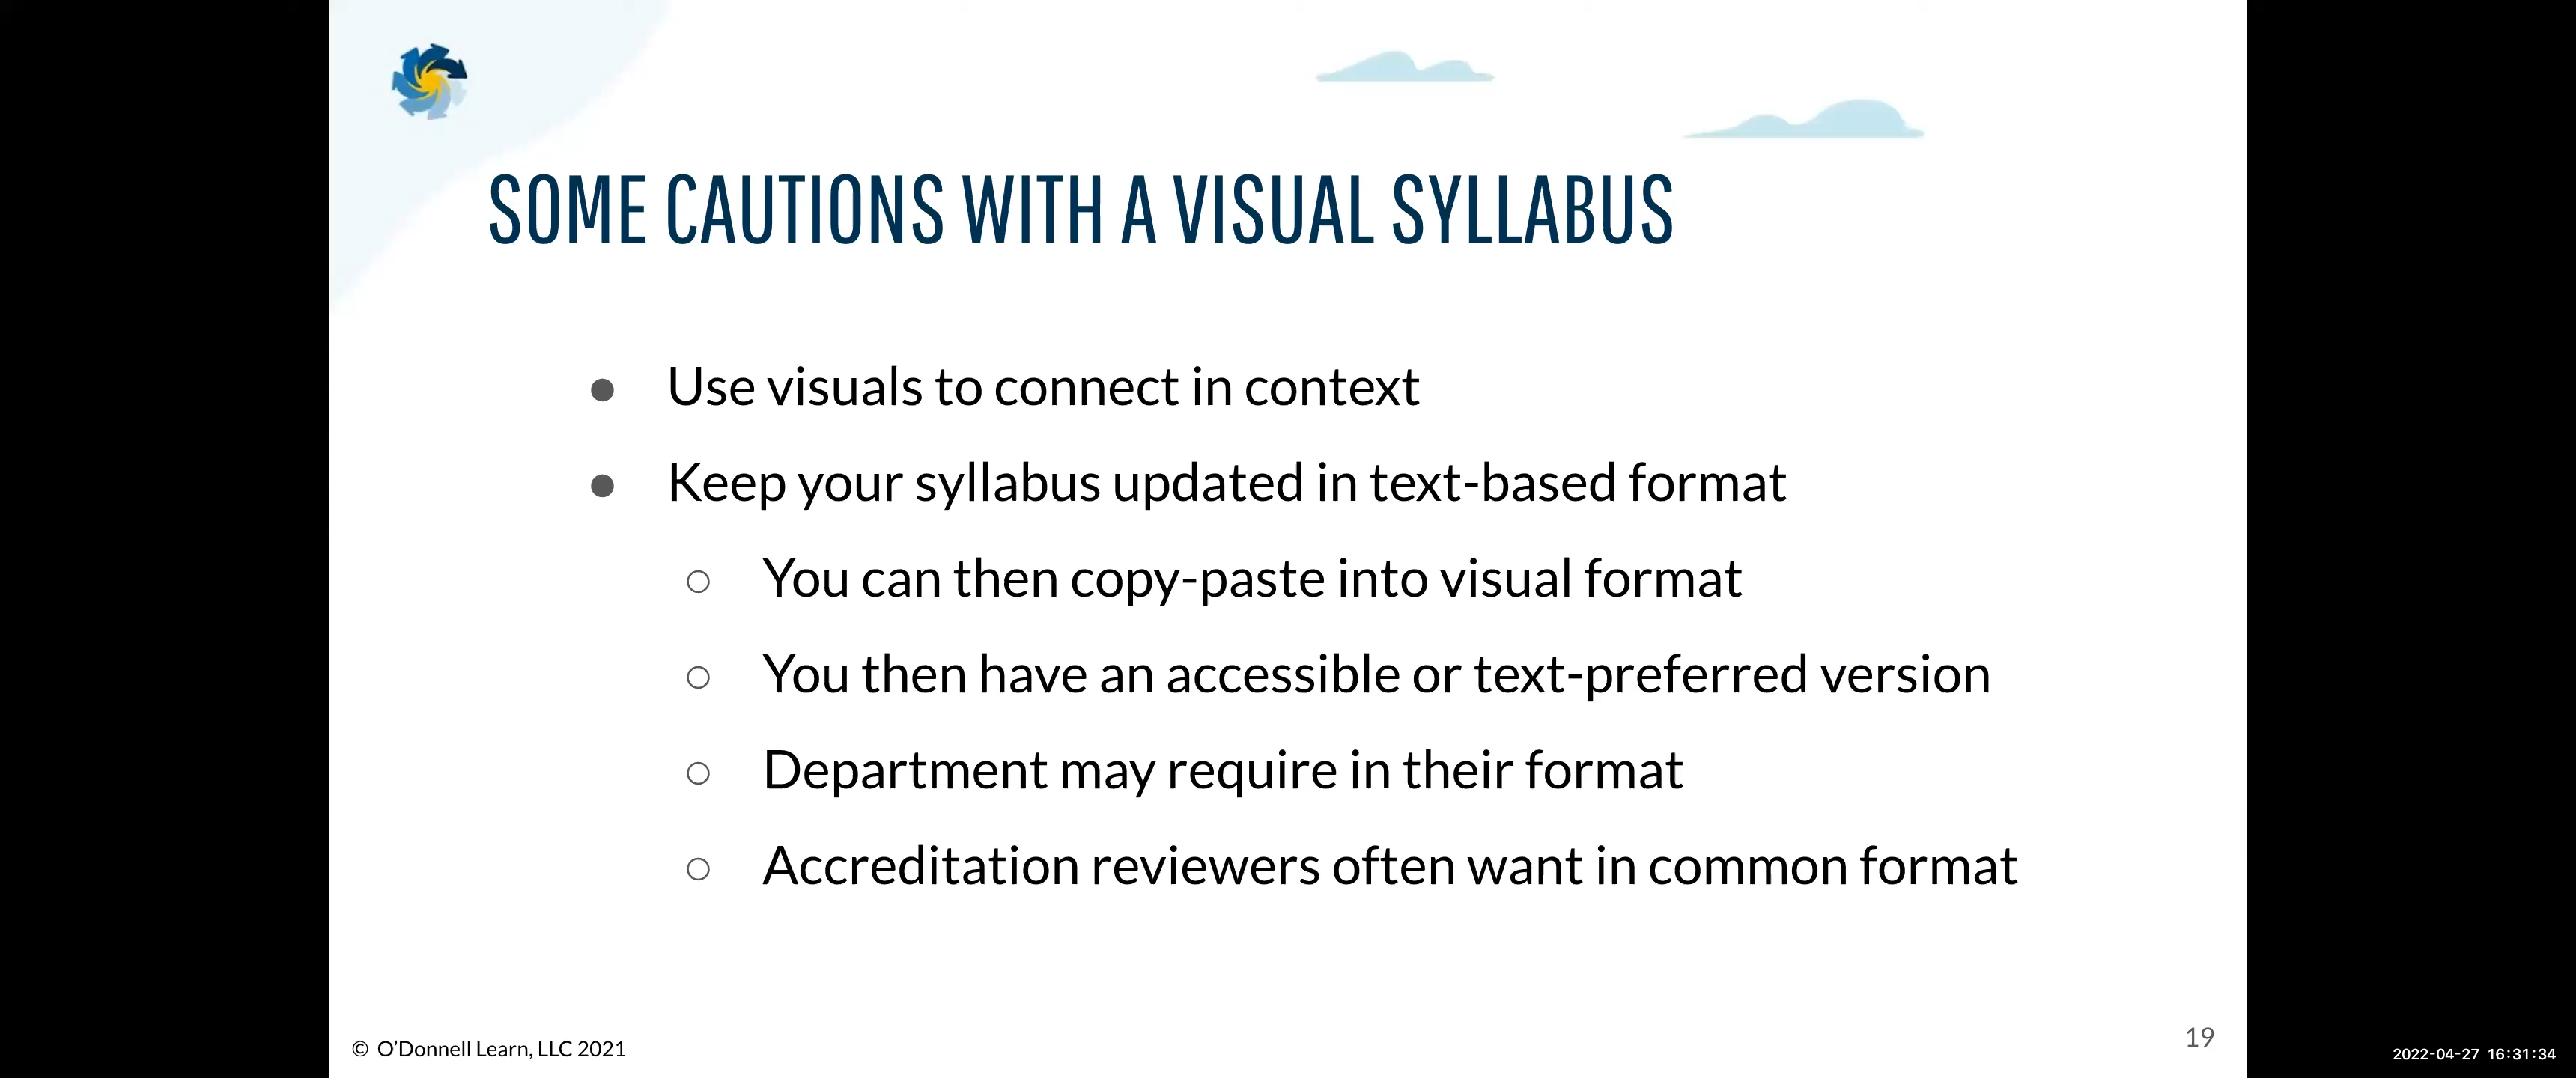 SOME CAUTIONS WITH A VISUAL SYLLABUS
● Use visuals to connect in context
● Keep your syllabus updated in text-based format
○ You can then copy-paste into visual format
○ You then have an accessible or text-preferred version
○ Department may require in their format
○ Accreditation reviewers often want in common format
© O’Donnell Learn, LLC 2021
19
2022-04-27 16:31:34